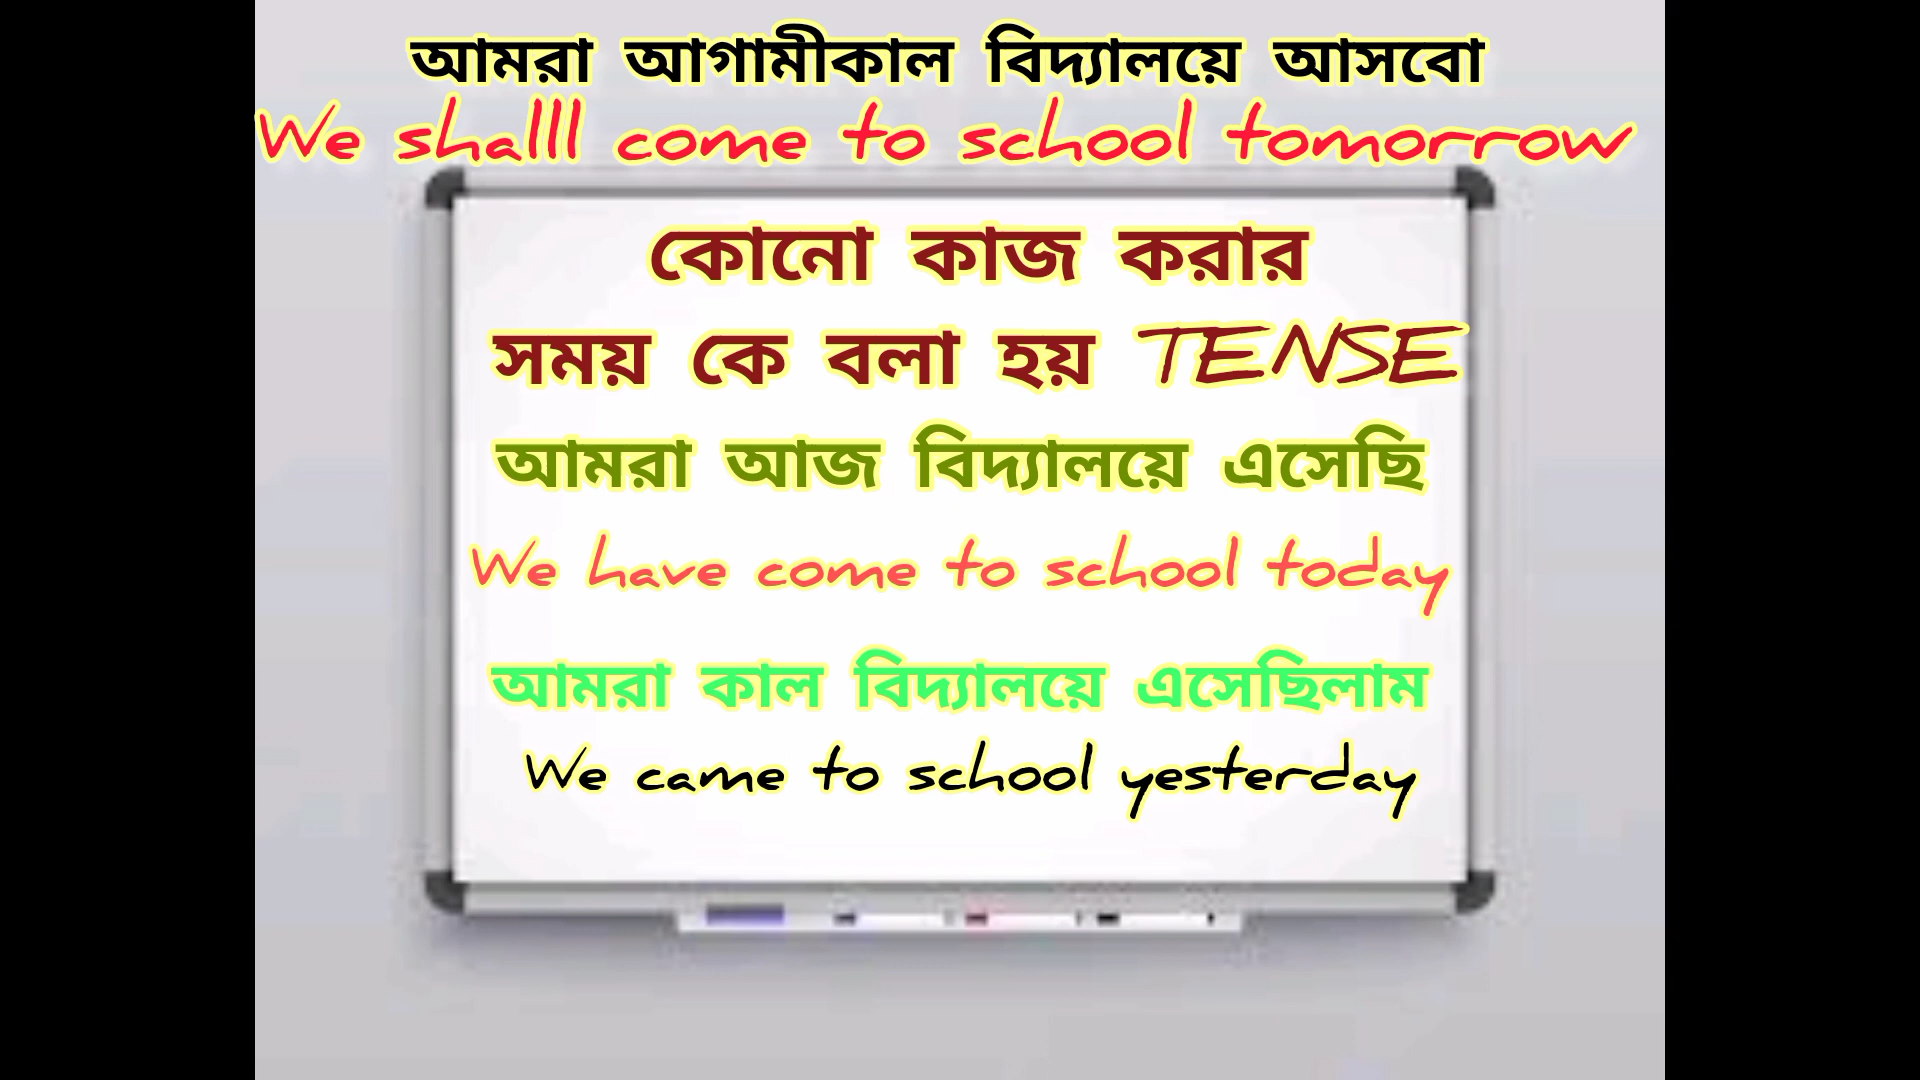 আমরা আগামীকাল বিদ্যালয়ে আসবো
We shalll come to school tomorrow
কোনো কাজ করার
সময় কে বলা হয় TENSE
আমরা আজ বিদ্যালয়ে এসেছি
We have come to school today
আমরা কাল বিদ্যালয়ে এসেছিলাম
We came to school yesterday